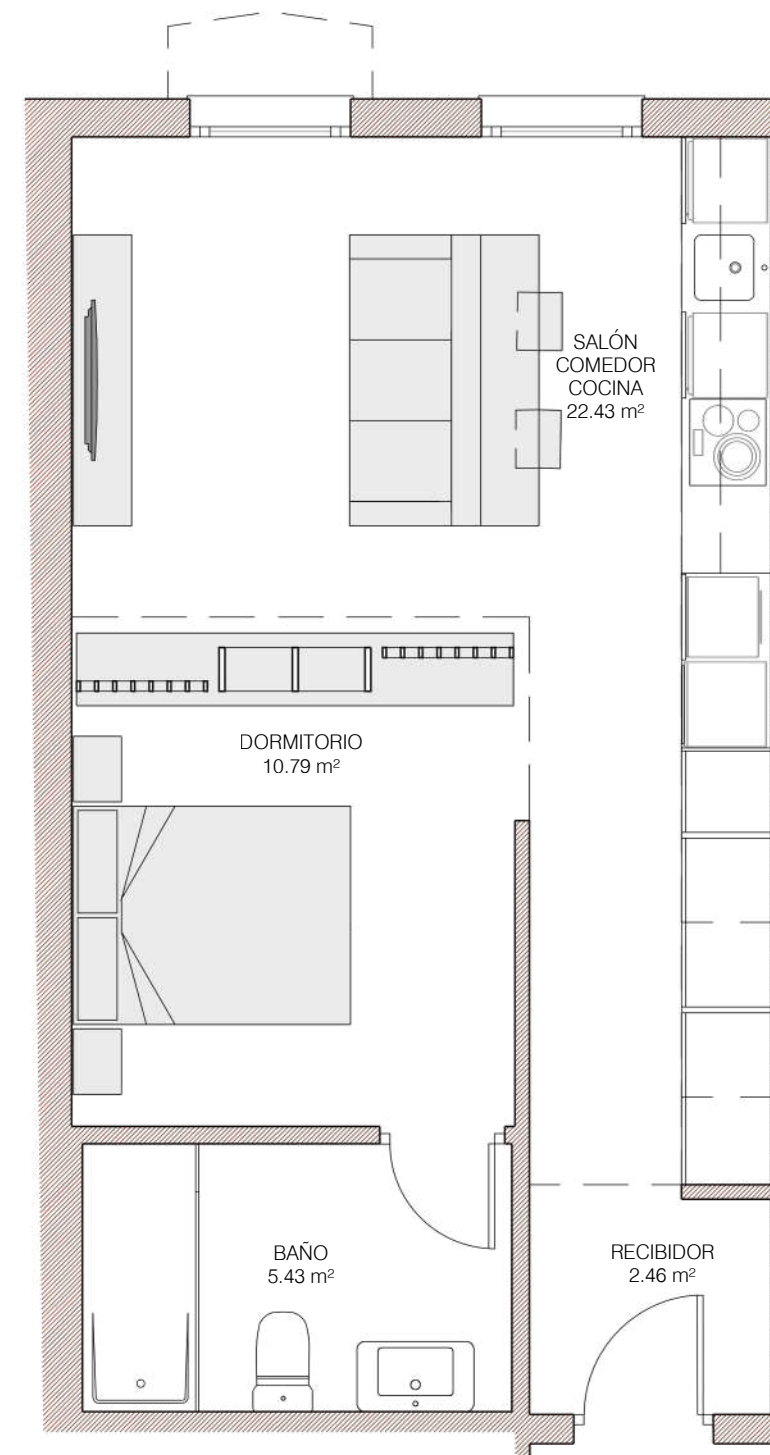 SALÓN
COMEDOR
COCINA
22.43 m²
DORMITORIO
10.79 m²
BAÑO
5.43 m²
RECIBIDOR
2.46 m²